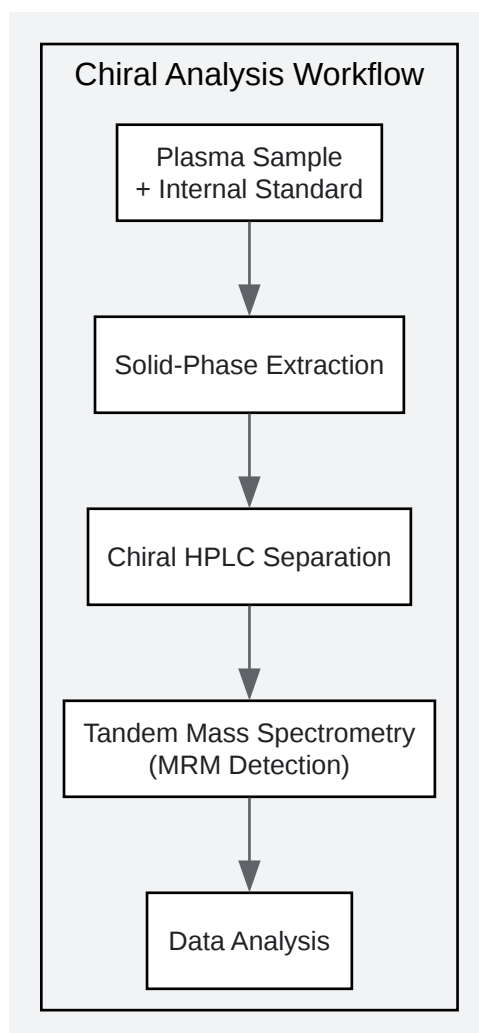 Chiral Analysis Workflow
Plasma Sample
+ Internal Standard
Solid-Phase Extraction
Chiral HPLC Separation
Tandem Mass Spectrometry
(MRM Detection)
Data Analysis